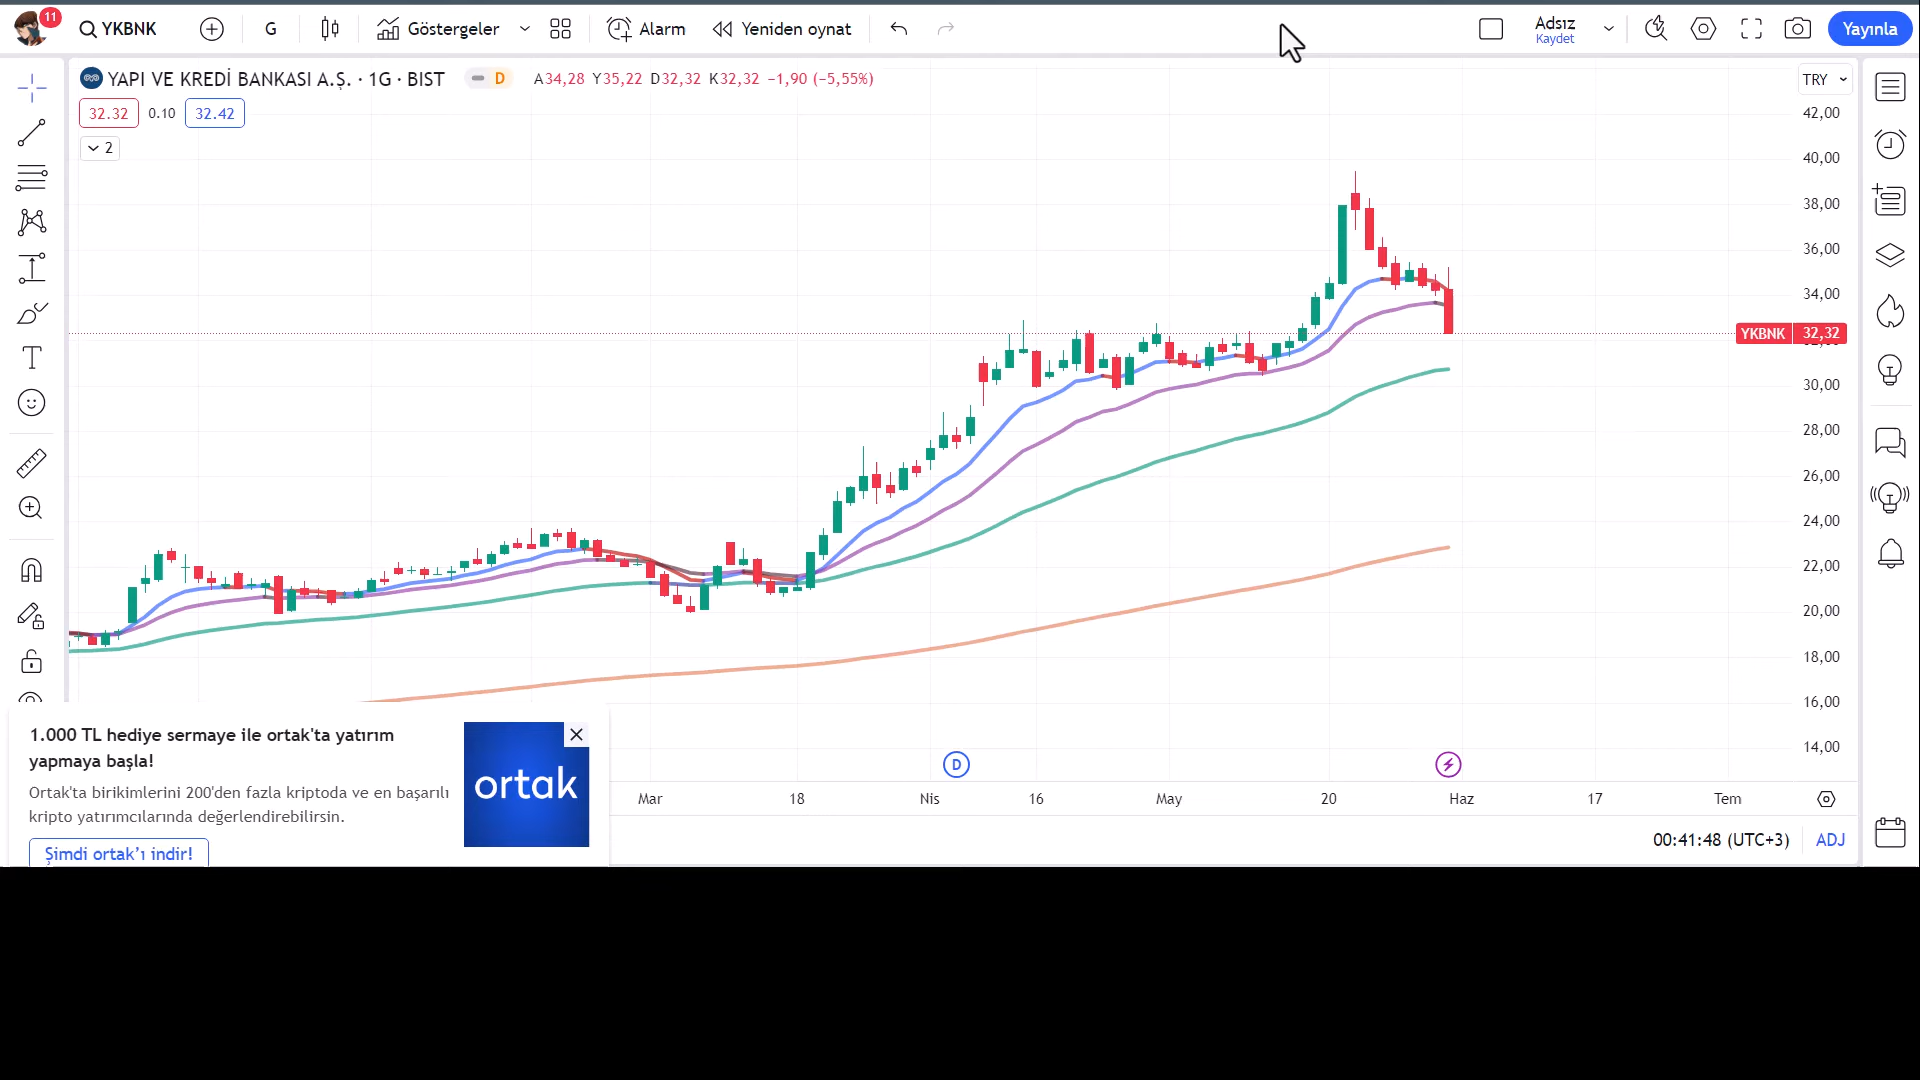 11
YKBNK
G
Göstergeler
Alarm
Yeniden oynat
Adsız
Kaydet
Yayınla
YAPI VE KREDİ BANKASI A.Ş. · 1G · BIST
D
A34,28 Y35,22 D32,32 K32,32 −1,90 (−5,55%)
TRY
32.32
0.10
32.42
2
42,00
40,00
38,00
36,00
34,00
YKBNK 32,32
30,00
28,00
26,00
24,00
22,00
20,00
18,00
16,00
14,00
D
Mar
18
Nis
16
May
20
Haz
17
Tem
00:41:48 (UTC+3)
ADJ
1.000 TL hediye sermaye ile ortak'ta yatırım
yapmaya başla!
Ortak'ta birikimlerini 200'den fazla kriptoda ve en başarılı
kripto yatırımcılarında değerlendirebilirsin.
Şimdi ortak’ı indir!
ortak